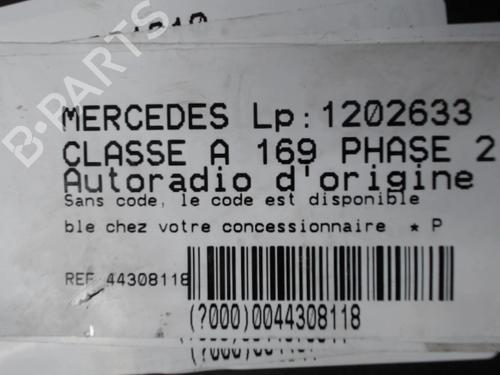 B-PARTS
MERCEDES Lp:1202633
CLASSE A 169 PHASE 2
Autoradio d'origine
Sans code, le code est disponible
ble chez votre concessionnaire * P
REF 44308118
(?000)0044308118